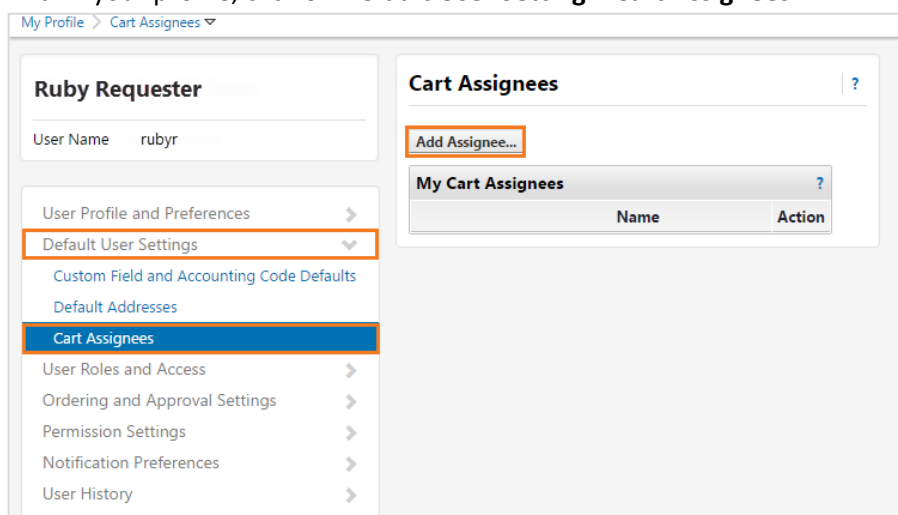 My Profile > Cart Assignees
Ruby Requester
User Name rubyr
User Profile and Preferences
Default User Settings
Custom Field and Accounting Code Defaults
Default Addresses
Cart Assignees
User Roles and Access
Ordering and Approval Settings
Permission Settings
Notification Preferences
User History
Cart Assignees ?
Add Assignee...
My Cart Assignees ?
Name Action